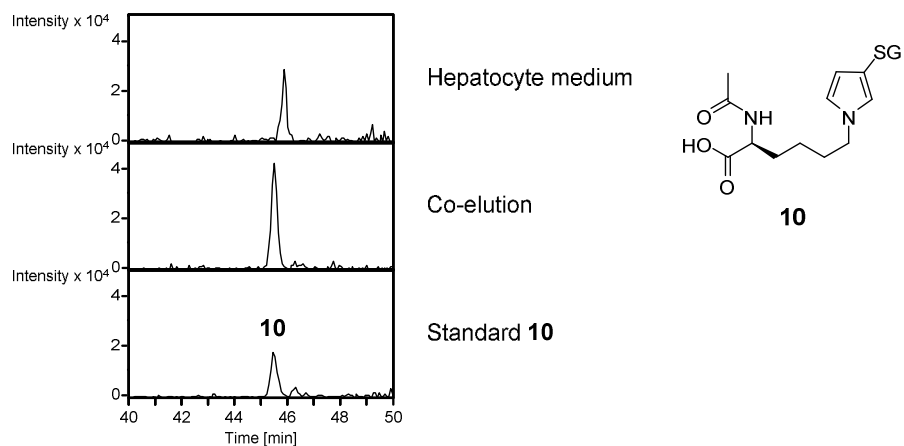 Intensity x 10⁴
4
2
0
Hepatocyte medium
Intensity x 10⁴
4
2
0
Co-elution
Intensity x 10⁴
4
2
0
10
Standard 10
40 42 44 46 48 50
Time [min]
SG
N
O
NH
HO
O
10